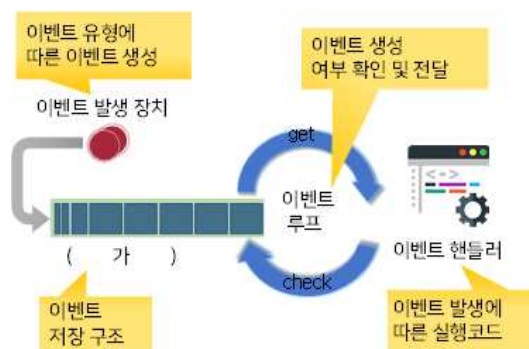 이벤트 유형에
따른 이벤트 생성
이벤트 발생 장치
이벤트 생성
여부 확인 및 전달
get
이벤트
루프
check
<->
이벤트 핸들러
( 가 )
이벤트
저장 구조
이벤트 발생에
따른 실행코드